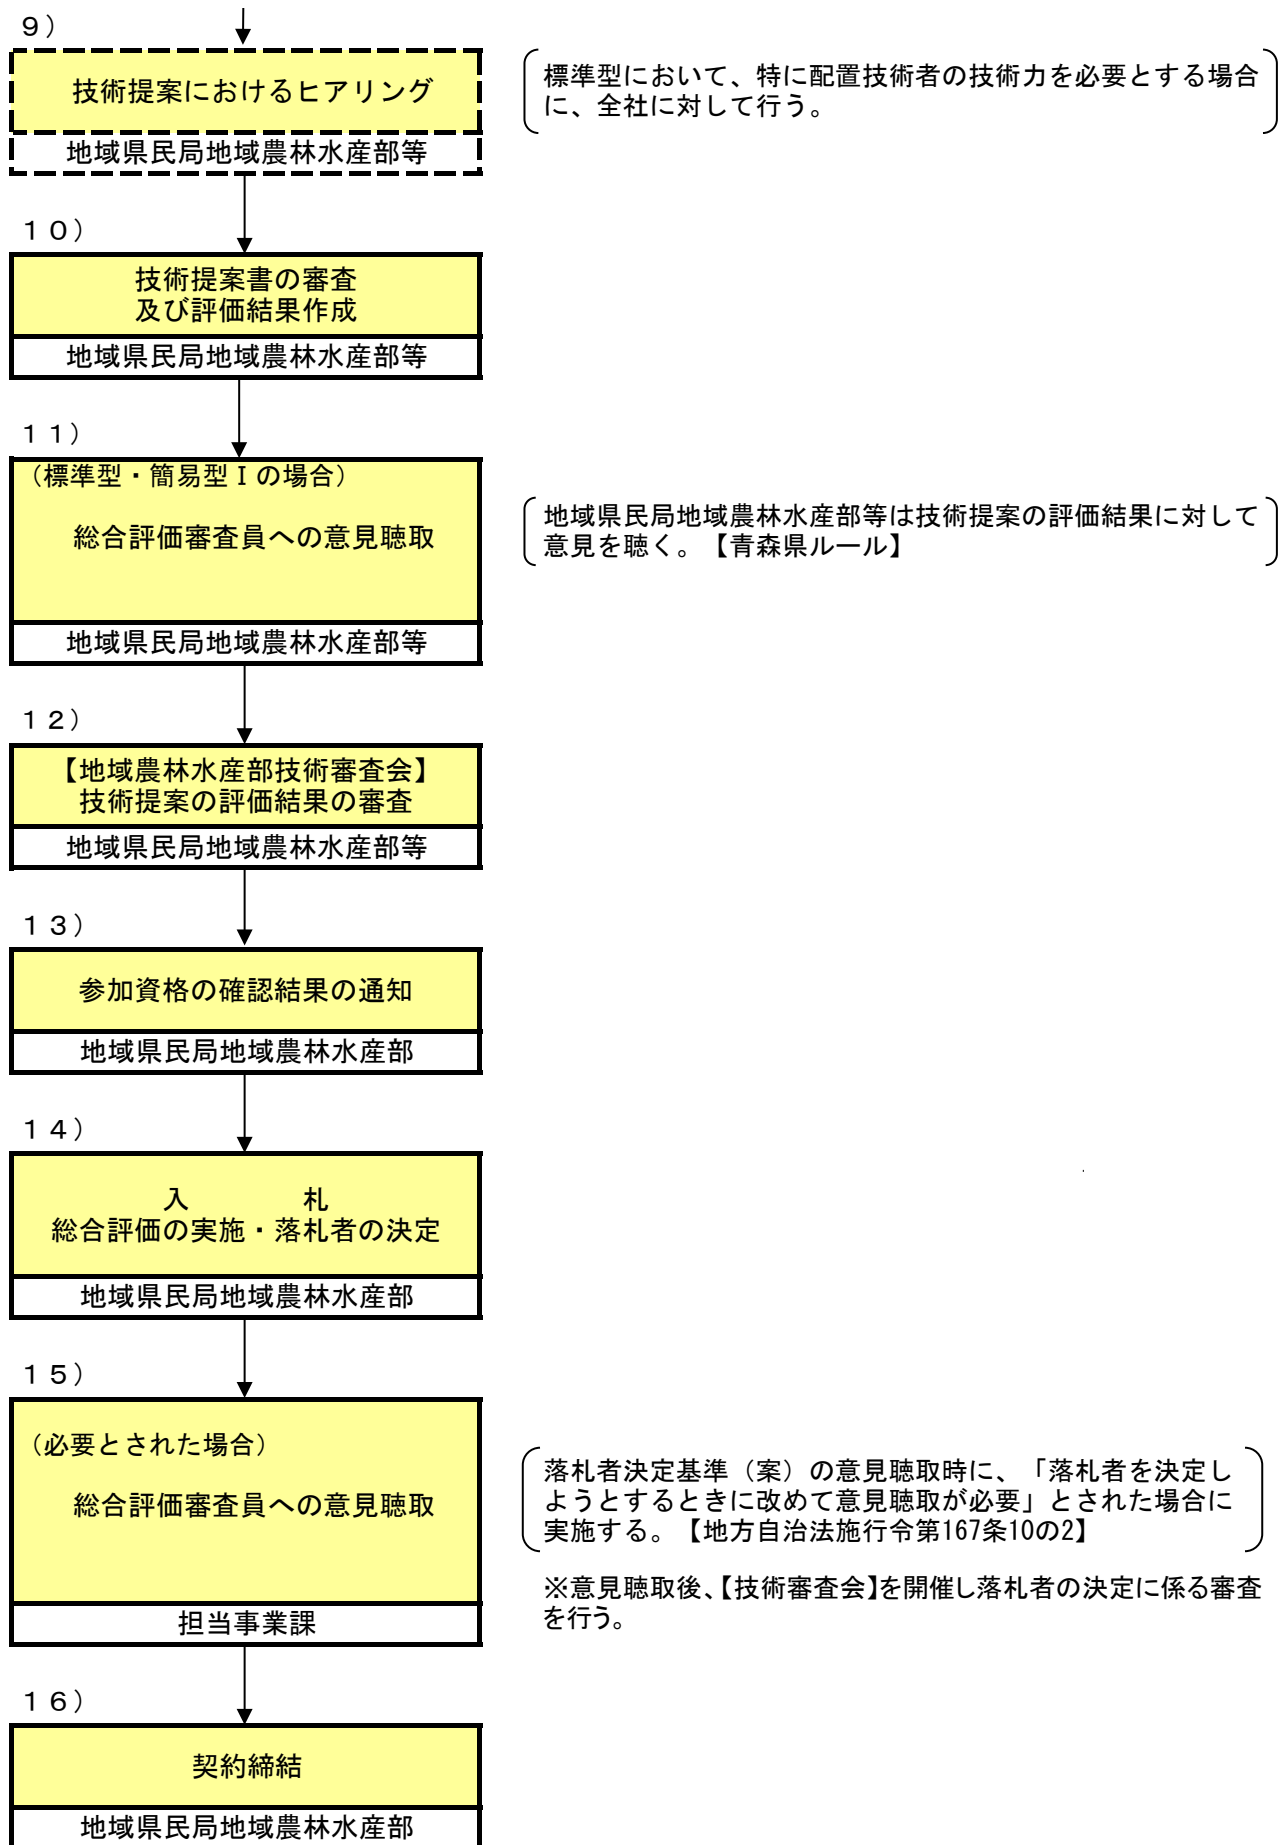 ９）
技術提案におけるヒアリング
地域県民局地域農林水産部等
標準型において、特に配置技術者の技術力を必要とする場合
に、全社に対して行う。
１０）
技術提案書の審査
及び評価結果作成
地域県民局地域農林水産部等
１１）
（標準型・簡易型Ⅰの場合）
総合評価審査員への意見聴取
地域県民局地域農林水産部等
地域県民局地域農林水産部等は技術提案の評価結果に対して
意見を聴く。【青森県ルール】
１２）
【地域農林水産部技術審査会】
技術提案の評価結果の審査
地域県民局地域農林水産部等
１３）
参加資格の確認結果の通知
地域県民局地域農林水産部
１４）
入　　　　札
総合評価の実施・落札者の決定
地域県民局地域農林水産部
１５）
（必要とされた場合）
総合評価審査員への意見聴取
担当事業課
落札者決定基準（案）の意見聴取時に、「落札者を決定し
ようとするときに改めて意見聴取が必要」とされた場合に
実施する。【地方自治法施行令第167条10の2】
※意見聴取後、【技術審査会】を開催し落札者の決定に係る審査
を行う。
１６）
契約締結
地域県民局地域農林水産部